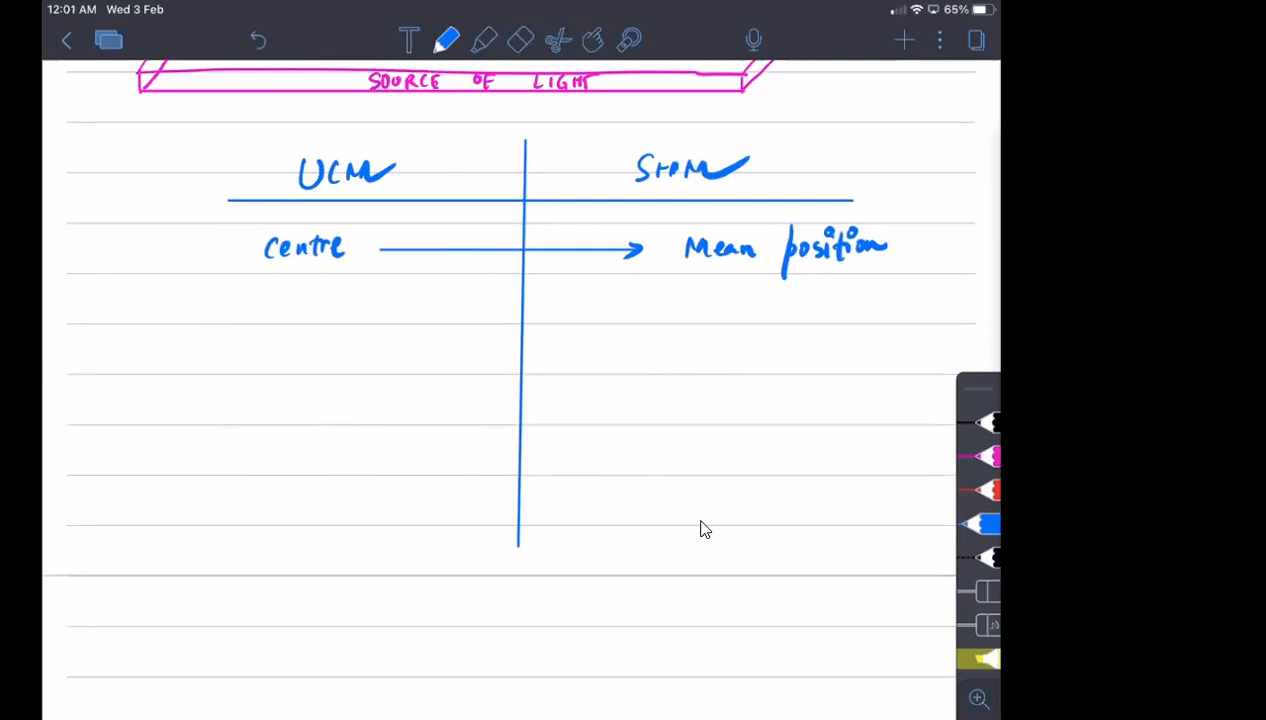 12:01 AM Wed 3 Feb 65%
T
SOURCE OF LIGHT
UCM SHM
Centre Mean position